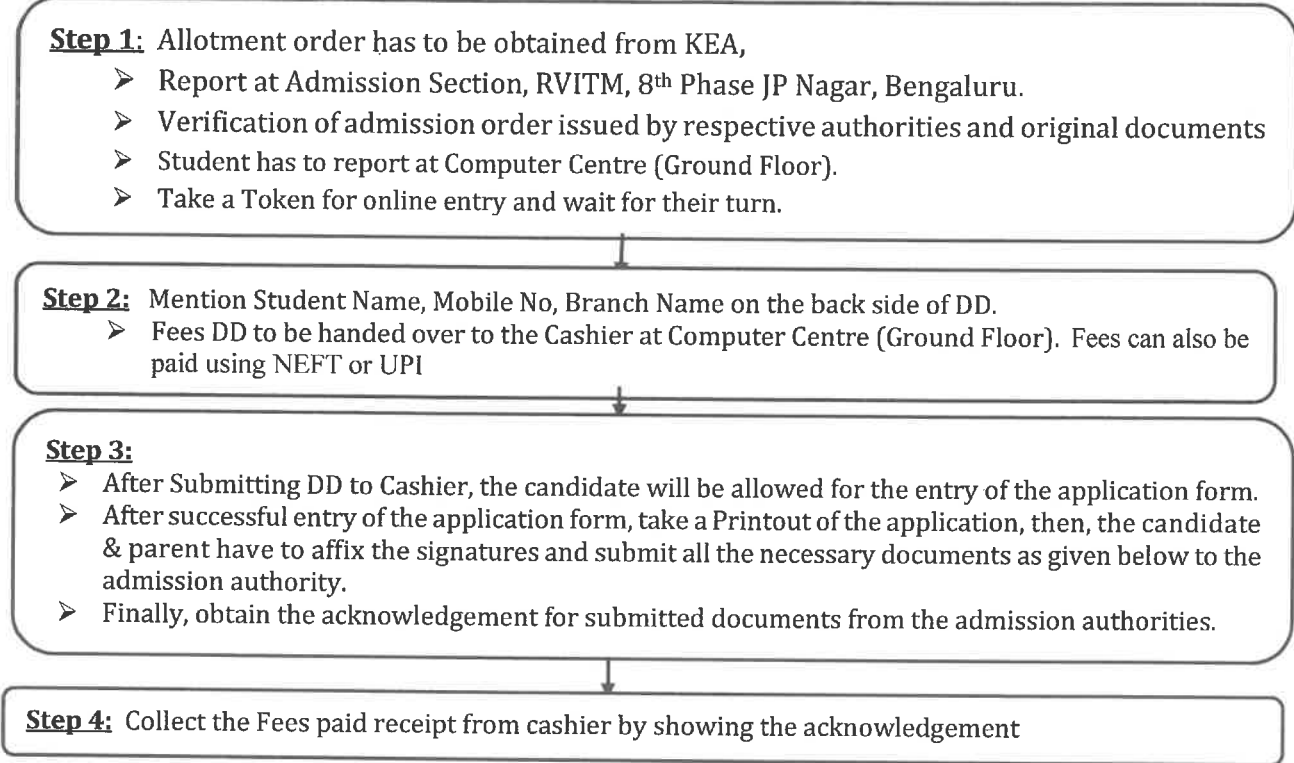 Step 1: Allotment order has to be obtained from KEA,
➢ Report at Admission Section, RVITM, 8th Phase JP Nagar, Bengaluru.
➢ Verification of admission order issued by respective authorities and original documents
➢ Student has to report at Computer Centre (Ground Floor).
➢ Take a Token for online entry and wait for their turn.
Step 2: Mention Student Name, Mobile No, Branch Name on the back side of DD.
➢ Fees DD to be handed over to the Cashier at Computer Centre (Ground Floor). Fees can also be
paid using NEFT or UPI
Step 3:
➢ After Submitting DD to Cashier, the candidate will be allowed for the entry of the application form.
➢ After successful entry of the application form, take a Printout of the application, then, the candidate
& parent have to affix the signatures and submit all the necessary documents as given below to the
admission authority.
➢ Finally, obtain the acknowledgement for submitted documents from the admission authorities.
Step 4: Collect the Fees paid receipt from cashier by showing the acknowledgement